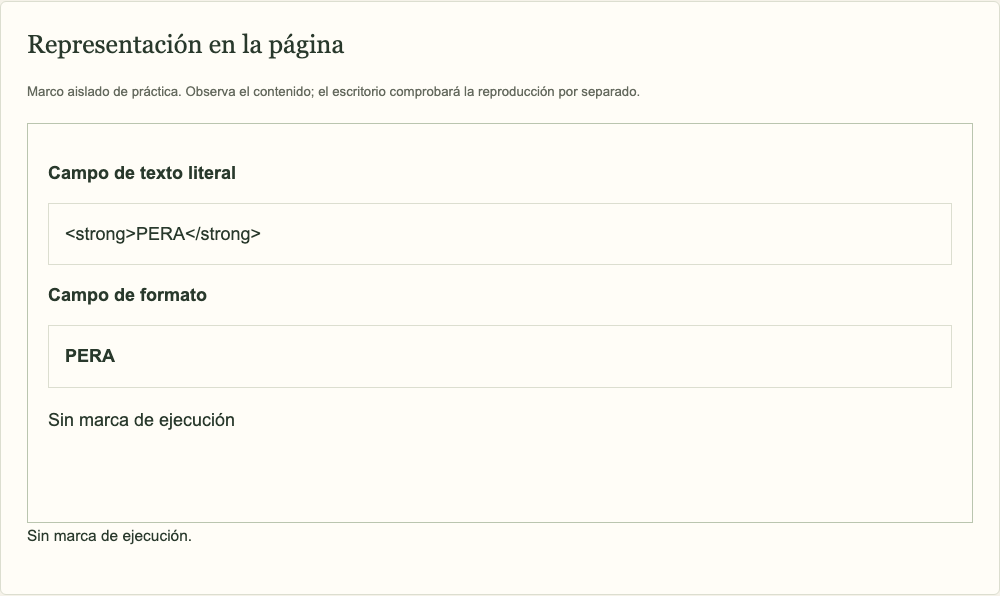 Representación en la página
Marco aislado de práctica. Observa el contenido; el escritorio comprobará la reproducción por separado.
Campo de texto literal
<strong>PERA</strong>
Campo de formato
PERA
Sin marca de ejecución
Sin marca de ejecución.